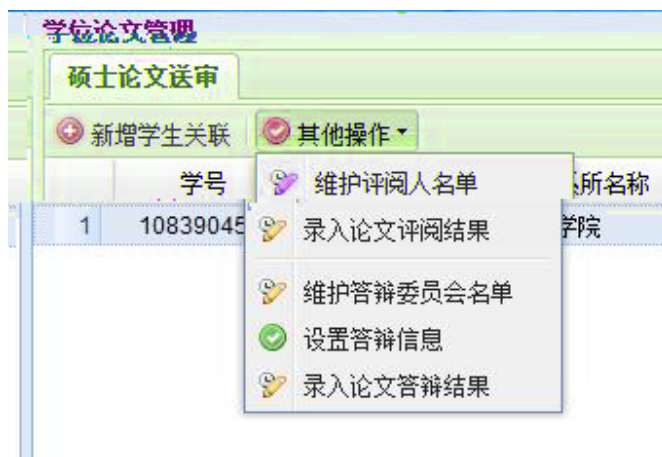 学位论文管理
硕士论文送审
新增学生关联 其他操作
学号 所名称
1 10839045 学院
维护评阅人名单
录入论文评阅结果
维护答辩委员会名单
设置答辩信息
录入论文答辩结果